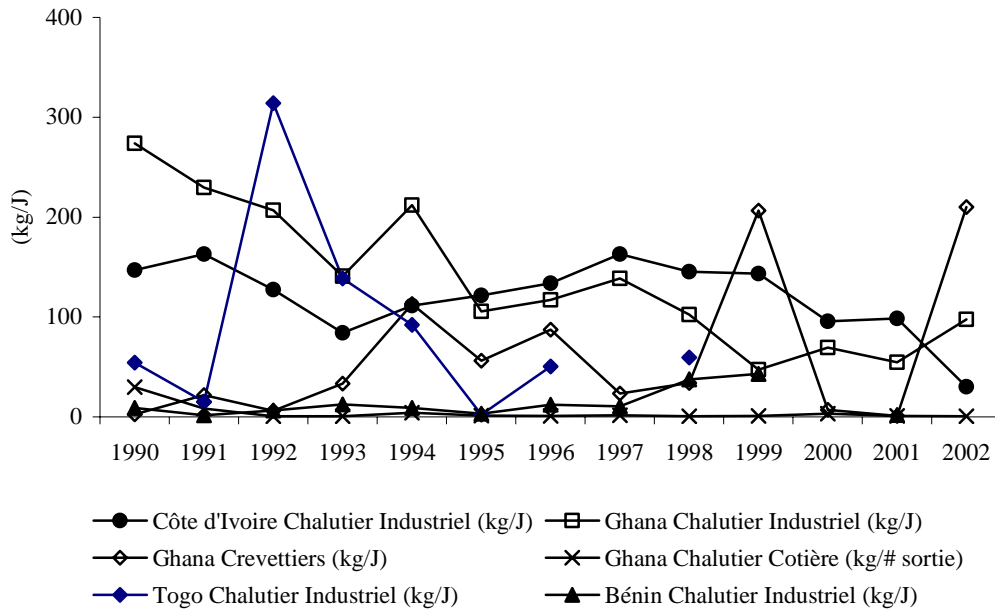 400
300
200
100
0
(kg/J)
1990 1991 1992 1993 1994 1995 1996 1997 1998 1999 2000 2001 2002
Côte d'Ivoire Chalutier Industriel (kg/J) Ghana Chalutier Industriel (kg/J)
Ghana Crevettiers (kg/J) Ghana Chalutier Cotière (kg/# sortie)
Togo Chalutier Industriel (kg/J) Bénin Chalutier Industriel (kg/J)